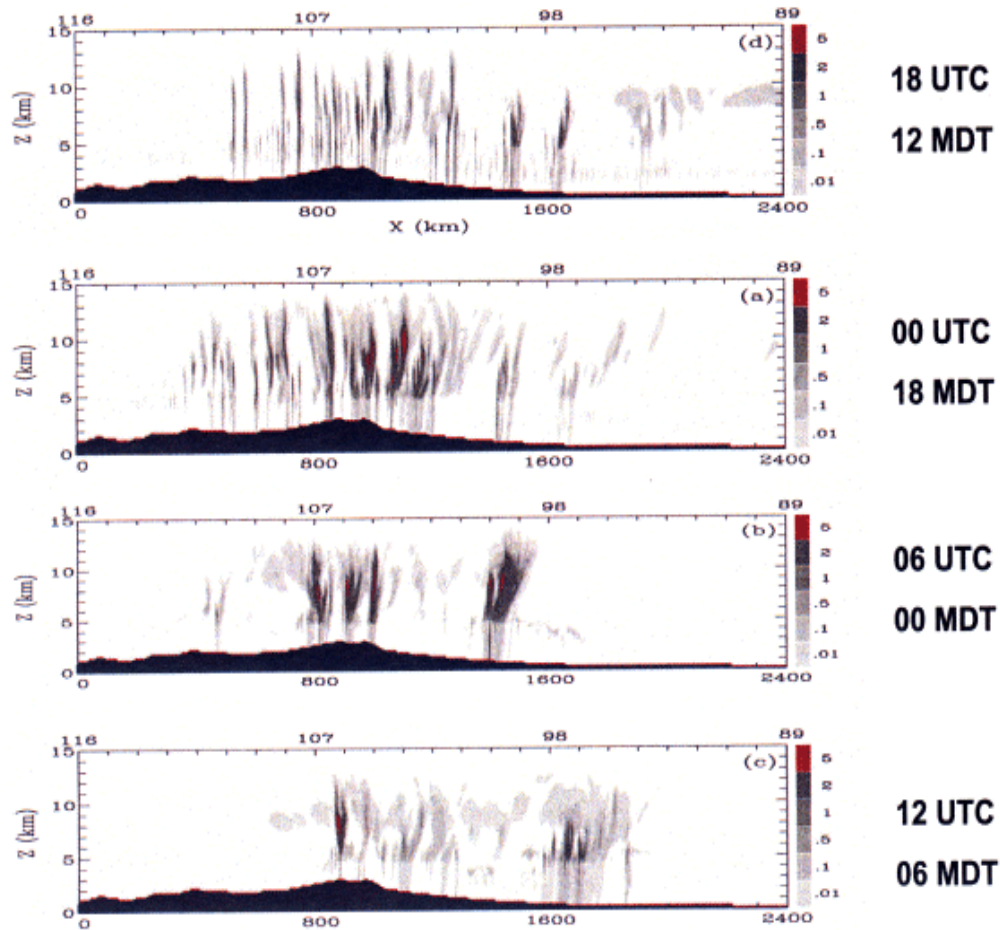 116 107 98 89
15 (d) 5
2
10 1
Z (km) .5
5 .1
.01
0
0 800 1600 2400
X (km)
18 UTC
12 MDT
116 107 98 89
15 (a) 5
2
10 1
Z (km) .5
5 .1
.01
0
0 800 1600 2400
00 UTC
18 MDT
116 107 98 89
15 (b) 5
2
10 1
Z (km) .5
5 .1
.01
0
0 800 1600 2400
06 UTC
00 MDT
116 107 98 89
15 (c) 5
2
10 1
Z (km) .5
5 .1
.01
0
0 800 1600 2400
12 UTC
06 MDT